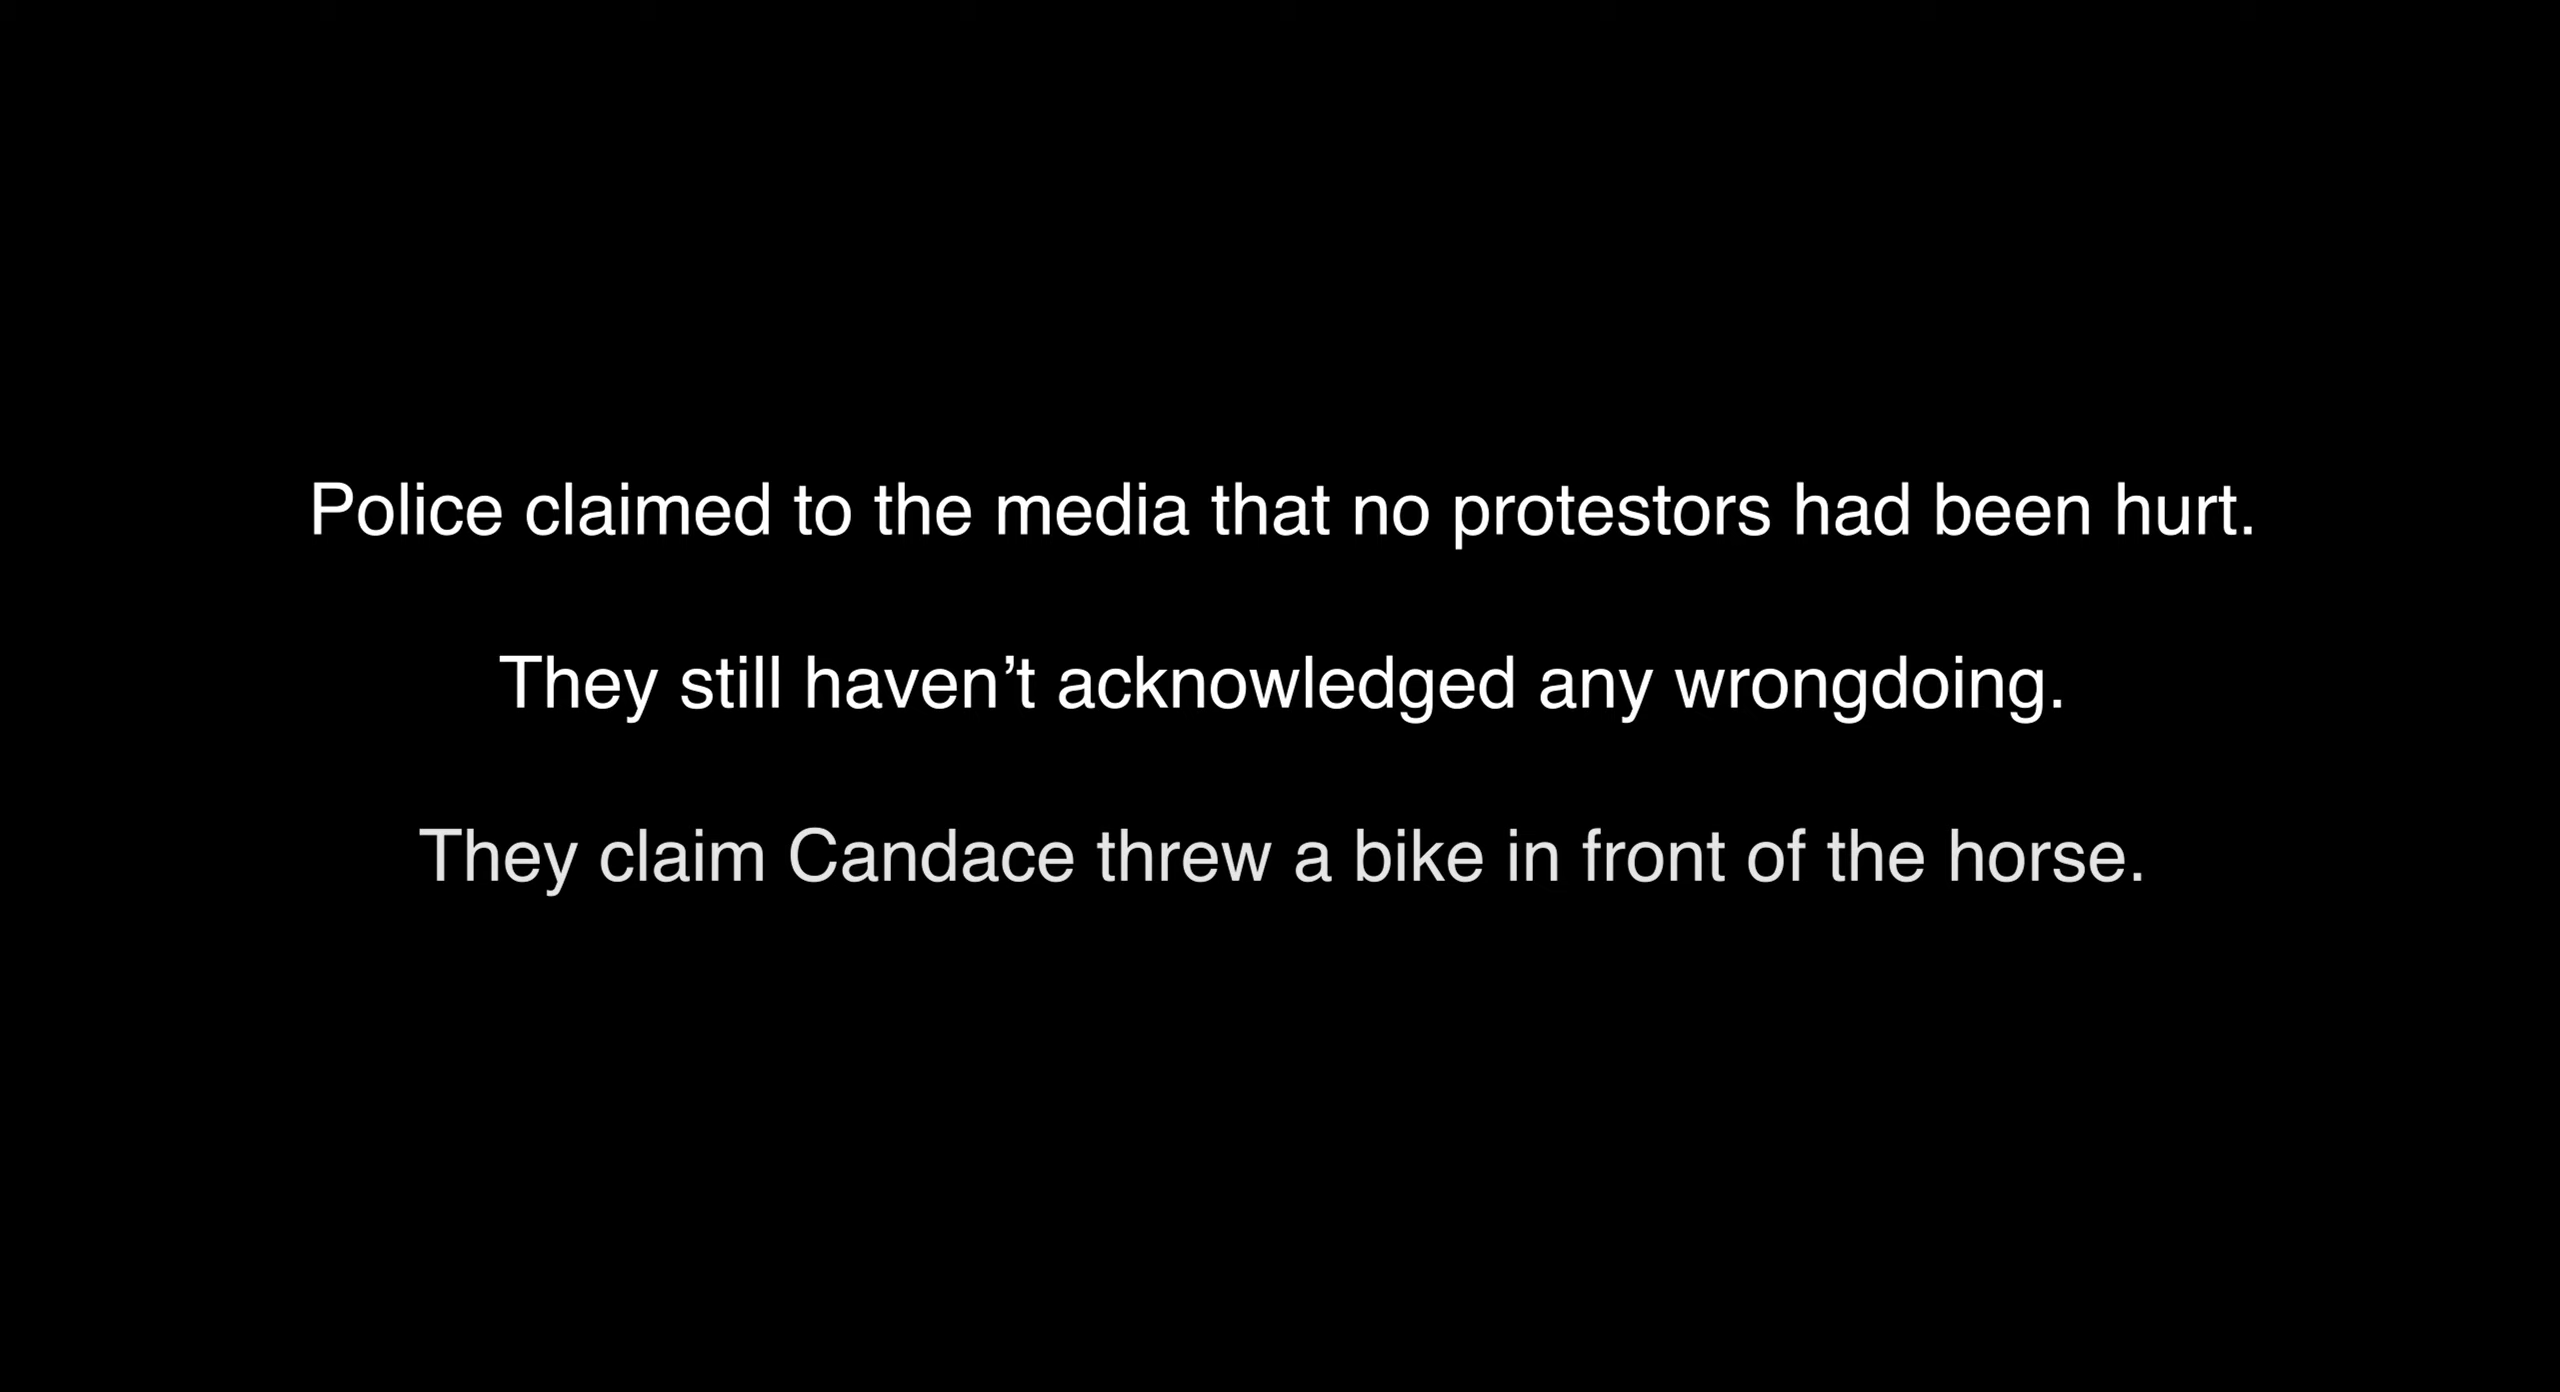 Police claimed to the media that no protestors had been hurt.
They still haven’t acknowledged any wrongdoing.
They claim Candace threw a bike in front of the horse.